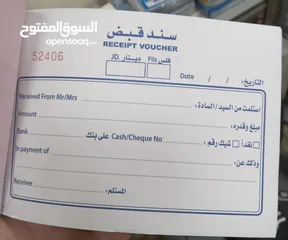 السوق المفتوح
opensooq.com
سند قبض
RECEIPT VOUCHER
52406
JD. دينار Fils فلس
Date / / التاريخ:
Received From Mr/Mrs استلمت من السيد / السادة:
Amount مبلغ وقدره:
Bank على بنك Cash/Cheque No نقداً شيك رقم:
In payment of وذلك عن:
Receiver المستلم: